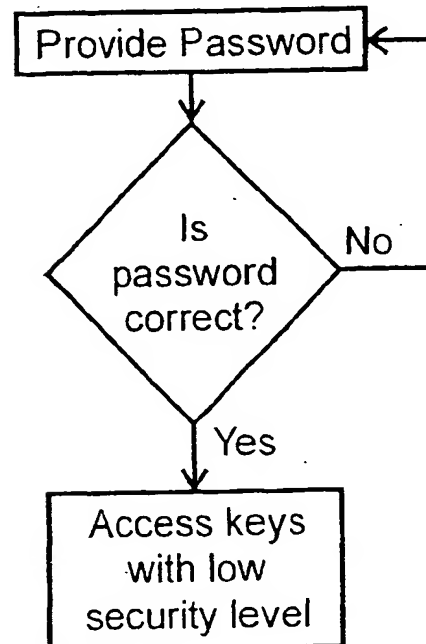 Provide Password
Is
password
correct?
No
Yes
Access keys
with low
security level